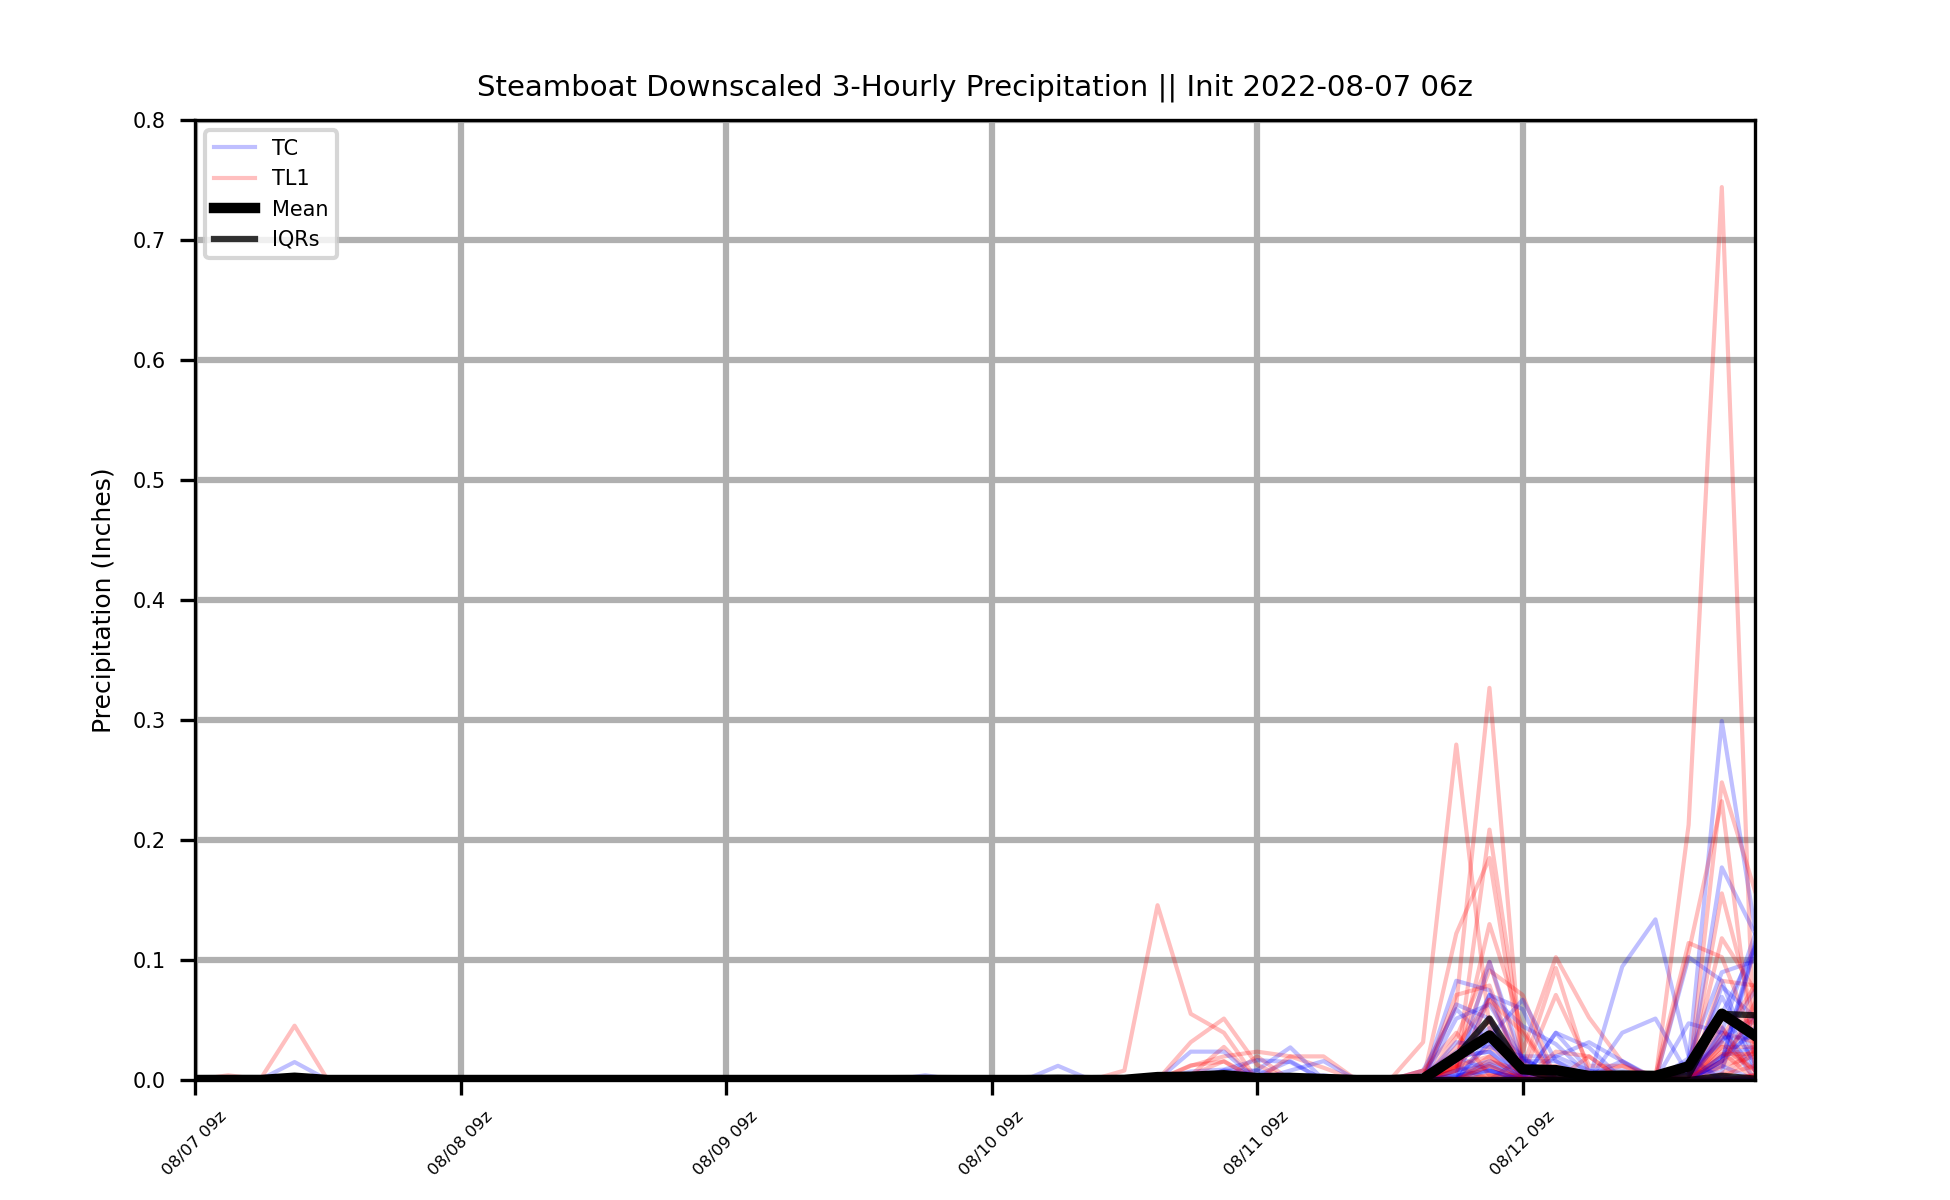 Steamboat Downscaled 3-Hourly Precipitation || Init 2022-08-07 06z
TC
TL1
Mean
IQRs
Precipitation (Inches)
0.8
0.7
0.6
0.5
0.4
0.3
0.2
0.1
0.0
08/07 09z
08/08 09z
08/09 09z
08/10 09z
08/11 09z
08/12 09z